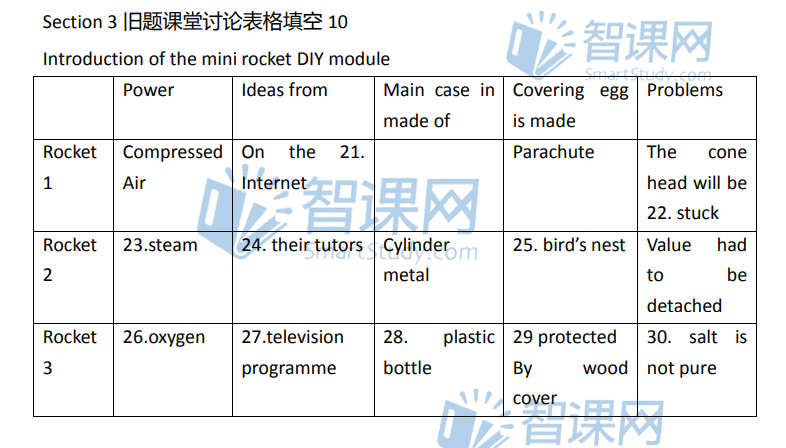 Section 3 旧题课堂讨论表格填空 10
智课网
SmartStudy.com
Introduction of the mini rocket DIY module
Power Ideas from Main case in made of Covering egg is made Problems
Rocket 1 Compressed Air On the 21. Internet Parachute The cone head will be 22. stuck
智课网
SmartStudy.com
Rocket 2 23.steam 24. their tutors Cylinder metal 25. bird’s nest Value had to be detached
Rocket 3 26.oxygen 27.television programme 28. plastic bottle 29 protected By wood cover 30. salt is not pure
智课网